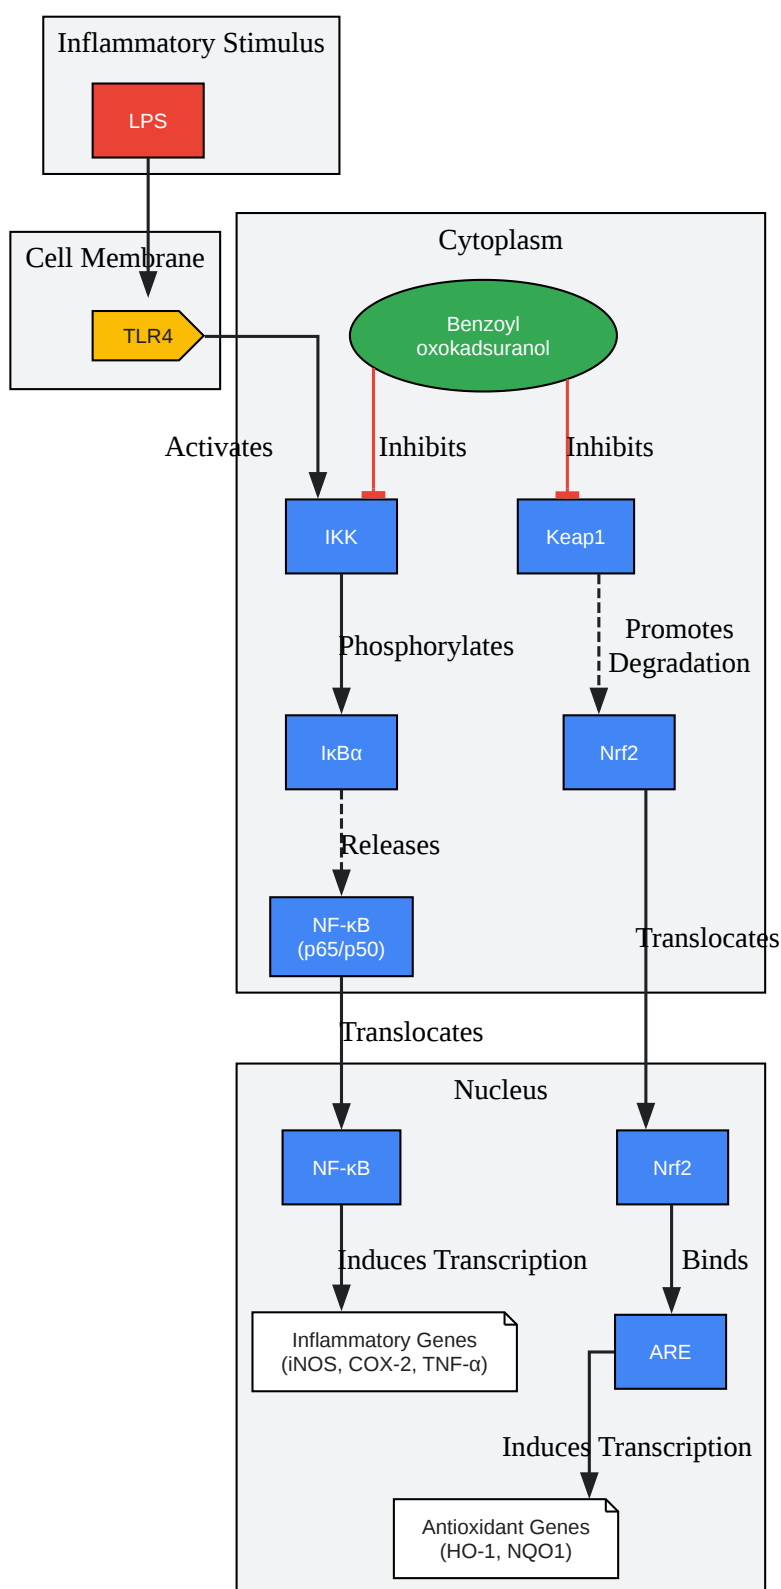 Inflammatory Stimulus
LPS
Cell Membrane
TLR4
Cytoplasm
Benzoyl
oxokadsuranol
Activates
Inhibits
Inhibits
IKK
Keap1
Phosphorylates
Promotes
Degradation
IκBα
Nrf2
Releases
NF-κB
(p65/p50)
Translocates
Translocates
Nucleus
NF-κB
Nrf2
Induces Transcription
Binds
Inflammatory Genes
(iNOS, COX-2, TNF-α)
ARE
Induces Transcription
Antioxidant Genes
(HO-1, NQO1)